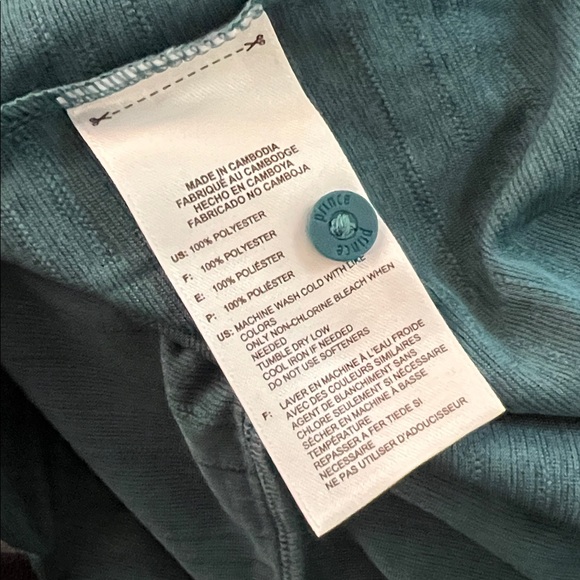 MADE IN CAMBODIA
FABRIQUÉ AU CAMBODGE
HECHO EN CAMBOYA
FABRICADO NO CAMBOJA
US: 100% POLYESTER
F: 100% POLYESTER
E: 100% POLIÉSTER
P: 100% POLIÉSTER
prince
prince
US: MACHINE WASH COLD WITH LIKE
COLORS
ONLY NON-CHLORINE BLEACH WHEN
NEEDED
TUMBLE DRY LOW
COOL IRON IF NEEDED
DO NOT USE SOFTENERS
F: LAVER EN MACHINE À L'EAU FROIDE
AVEC DES COULEURS SIMILAIRES
AGENT DE BLANCHIMENT SANS
CHLORE SEULEMENT SI NÉCESSAIRE
SÉCHER EN MACHINE À BASSE
TEMPÉRATURE
REPASSER À FER TIEDE SI
NÉCESSAIRE
NE PAS UTILISER D'ADOUCISSEUR